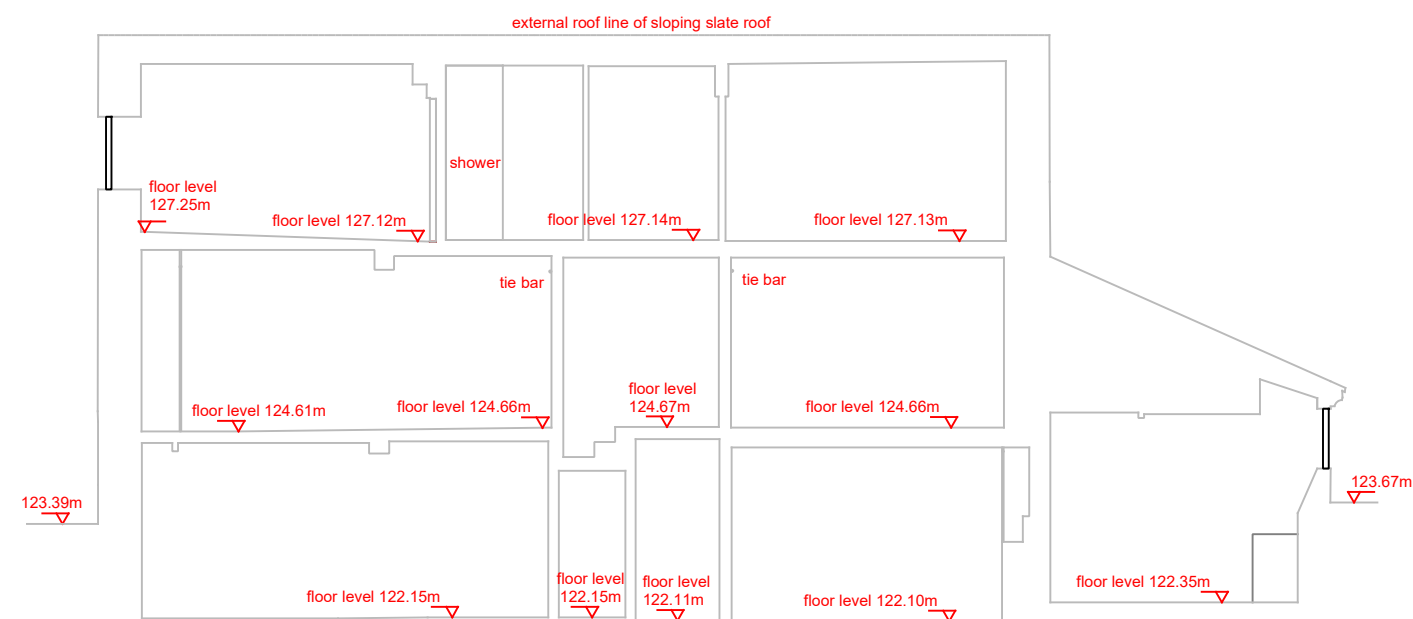 external roof line of sloping slate roof
shower
floor level
127.25m
floor level 127.12m
floor level 127.14m
floor level 127.13m
tie bar
tie bar
floor level
124.67m
floor level 124.61m
floor level 124.66m
floor level 124.66m
123.39m
123.67m
floor level 122.15m
floor level
122.15m
floor level
122.11m
floor level 122.10m
floor level 122.35m